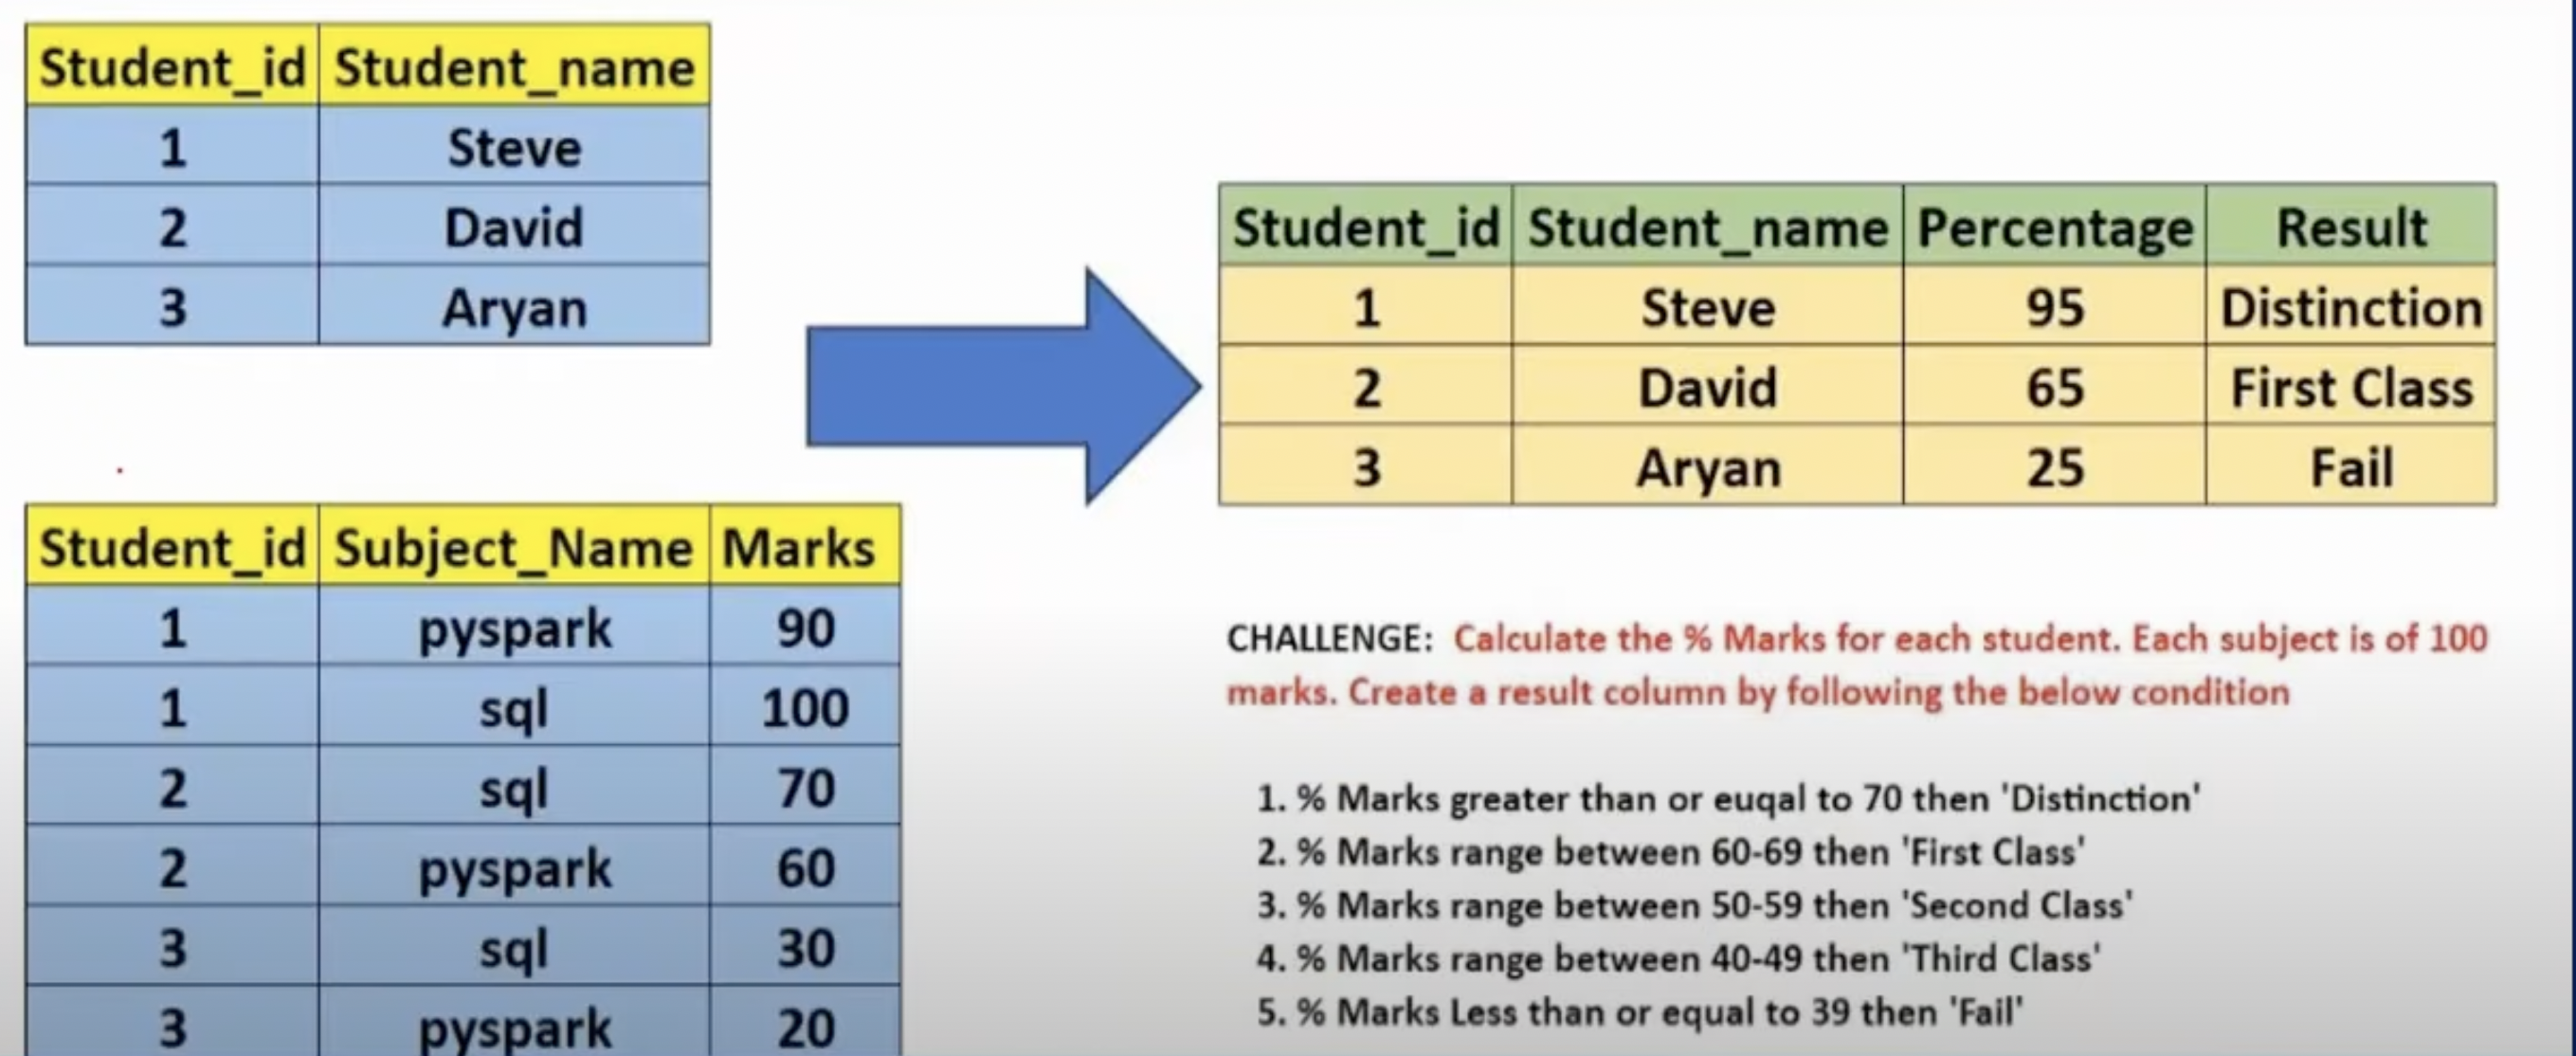 Student_id Student_name
1 Steve
2 David
3 Aryan
Student_id Subject_Name Marks
1 pyspark 90
1 sql 100
2 sql 70
2 pyspark 60
3 sql 30
3 pyspark 20
Student_id Student_name Percentage Result
1 Steve 95 Distinction
2 David 65 First Class
3 Aryan 25 Fail
CHALLENGE: Calculate the % Marks for each student. Each subject is of 100
marks. Create a result column by following the below condition
1. % Marks greater than or euqal to 70 then 'Distinction'
2. % Marks range between 60-69 then 'First Class'
3. % Marks range between 50-59 then 'Second Class'
4. % Marks range between 40-49 then 'Third Class'
5. % Marks Less than or equal to 39 then 'Fail'